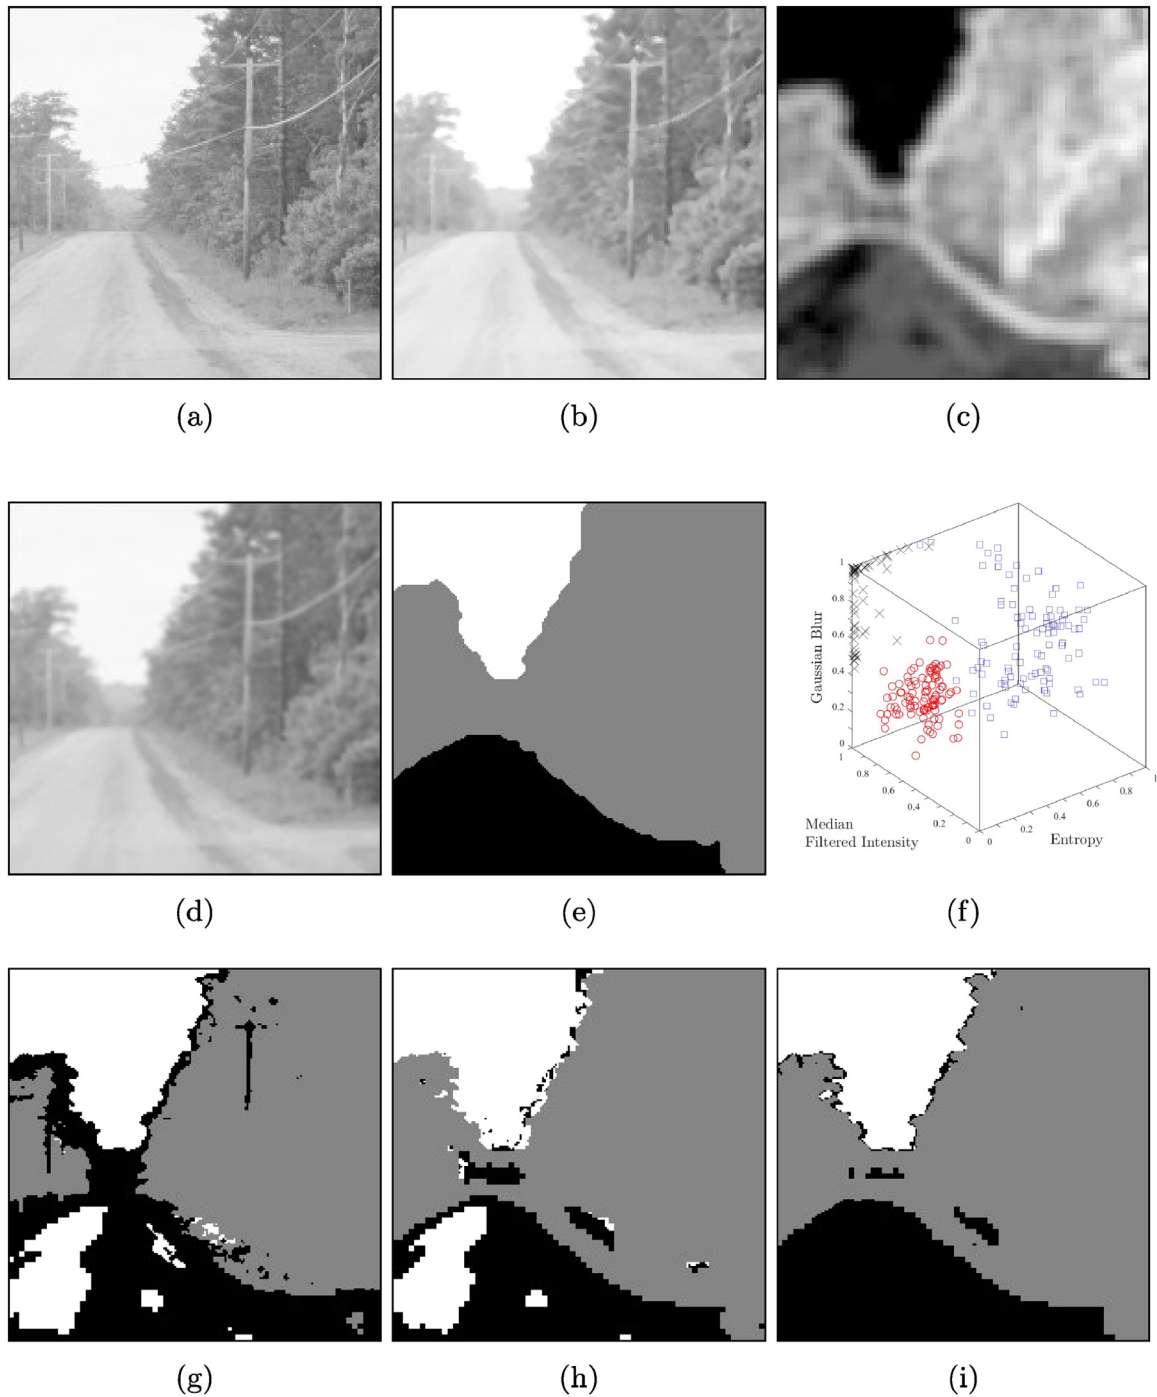 (a)
(b)
(c)
1
0.8
0.6
0.4
0.2
0
Gaussian Blur
1
0.8
0.6
0.4
0.2
0
Median
Filtered Intensity
0
0.2
0.4
0.6
0.8
1
Entropy
(d)
(e)
(f)
(g)
(h)
(i)